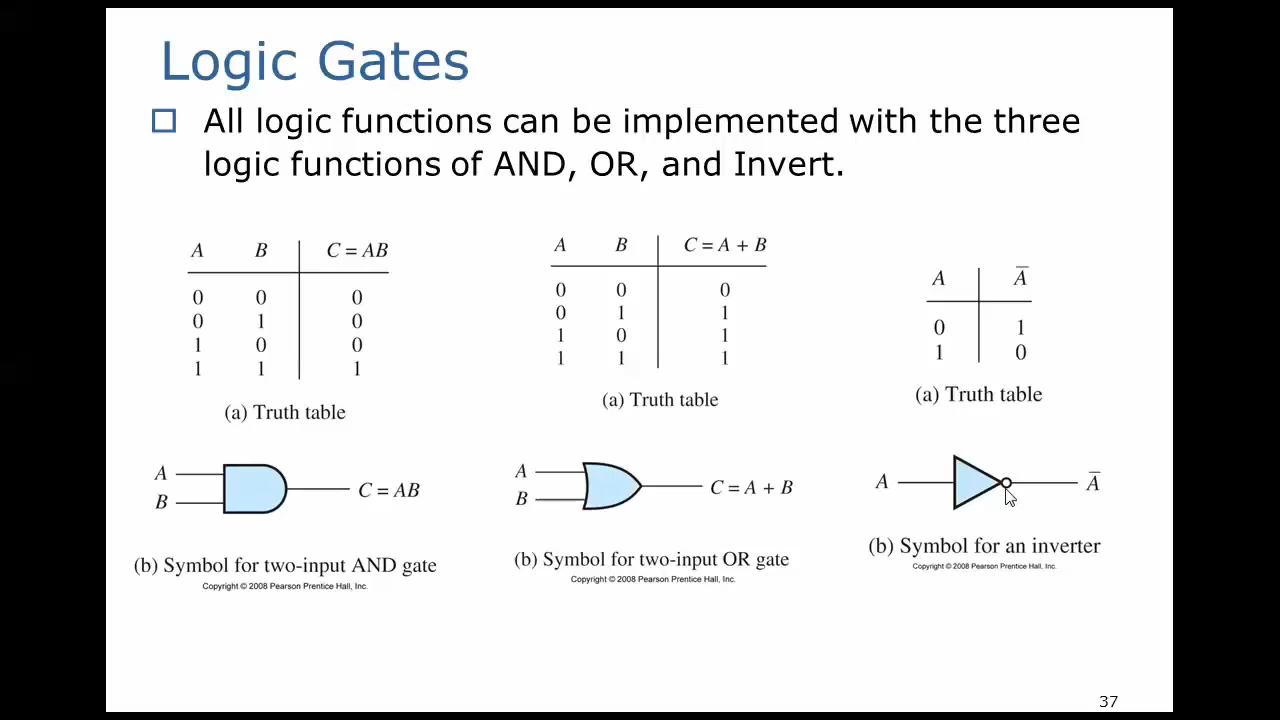 Logic Gates
All logic functions can be implemented with the three
logic functions of AND, OR, and Invert.
A B C = AB
0 0 0
0 1 0
1 0 0
1 1 1
(a) Truth table
A B C = A + B
0 0 0
0 1 1
1 0 1
1 1 1
(a) Truth table
A A̅
0 1
1 0
(a) Truth table
A
B
C = AB
(b) Symbol for two-input AND gate
Copyright © 2008 Pearson Prentice Hall, Inc.
A
B
C = A + B
(b) Symbol for two-input OR gate
Copyright © 2008 Pearson Prentice Hall, Inc.
A A̅
(b) Symbol for an inverter
Copyright © 2008 Pearson Prentice Hall, Inc.
37